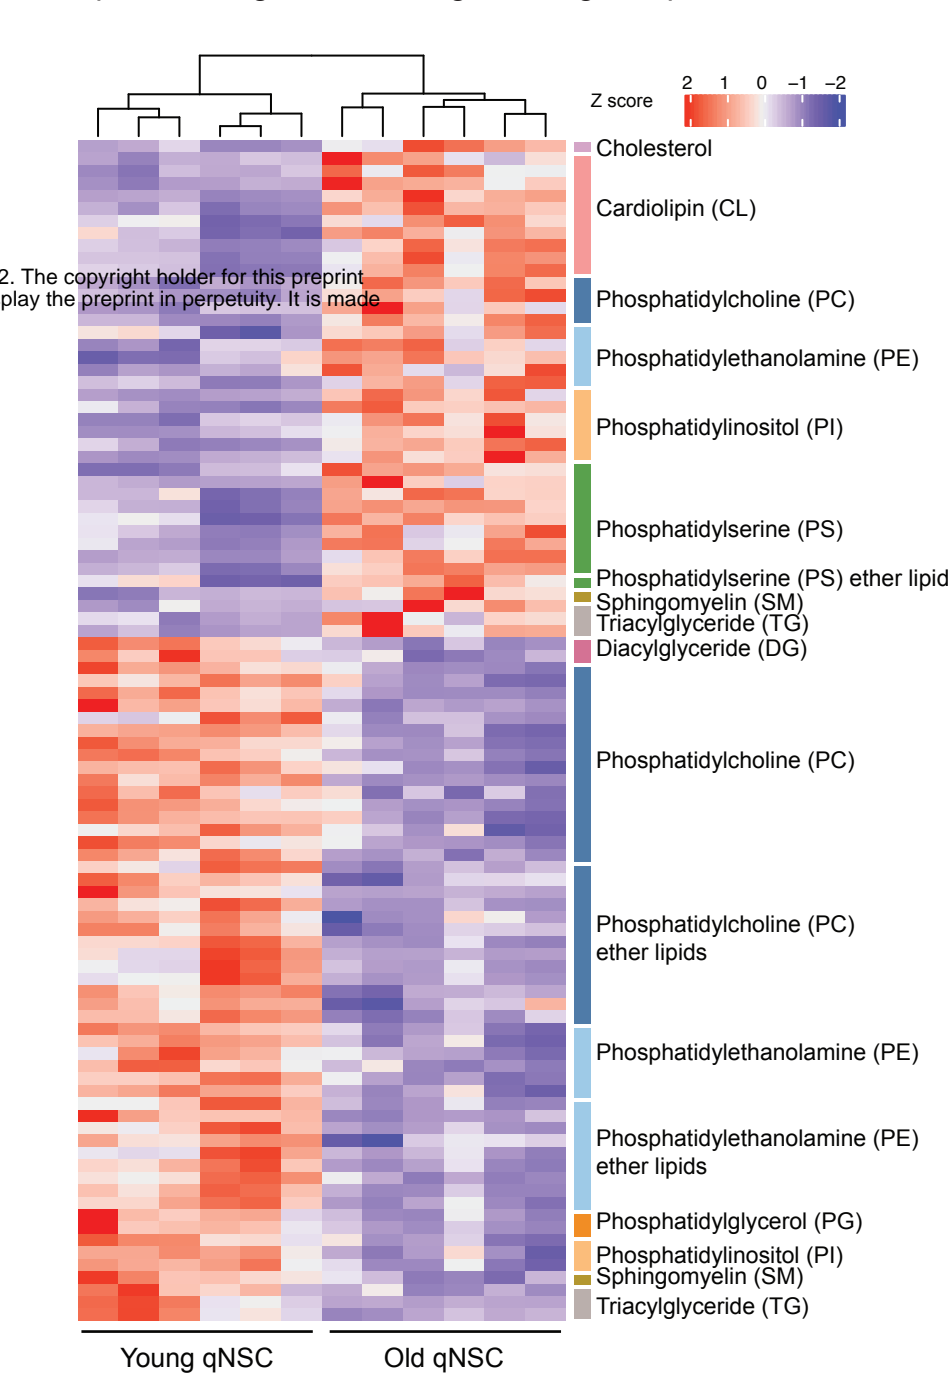 Z score
2 1 0 −1 −2
Cholesterol
Cardiolipin (CL)
2. The copyright holder for this preprint
play the preprint in perpetuity. It is made
Phosphatidylcholine (PC)
Phosphatidylethanolamine (PE)
Phosphatidylinositol (PI)
Phosphatidylserine (PS)
Phosphatidylserine (PS) ether lipid
Sphingomyelin (SM)
Triacylglyceride (TG)
Diacylglyceride (DG)
Phosphatidylcholine (PC)
Phosphatidylcholine (PC)
ether lipids
Phosphatidylethanolamine (PE)
Phosphatidylethanolamine (PE)
ether lipids
Phosphatidylglycerol (PG)
Phosphatidylinositol (PI)
Sphingomyelin (SM)
Triacylglyceride (TG)
Young qNSC
Old qNSC